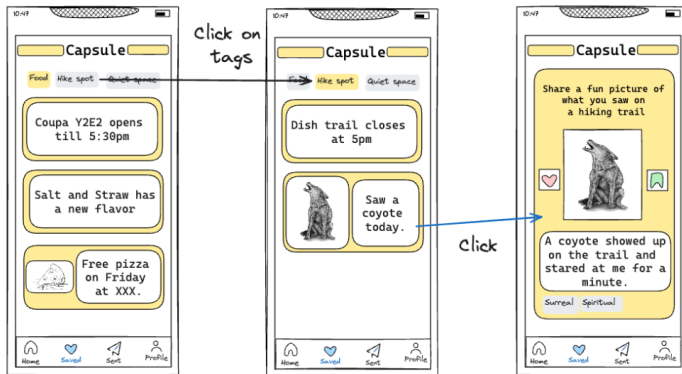 10:47
Capsule
Food Hike spot Quiet space
Coupa Y2E2 opens
till 5:30pm
Salt and Straw has
a new flavor
Free pizza
on Friday
at XXX.
Home Saved Sent Profile
Click on
tags
10:47
Capsule
Food Hike spot Quiet space
Dish trail closes
at 5pm
Saw a
coyote
today.
Home Saved Sent Profile
Click
10:47
Capsule
Share a fun picture of
what you saw on
a hiking trail
A coyote showed up
on the trail and
stared at me for a
minute.
Surreal Spiritual
Home Saved Sent Profile